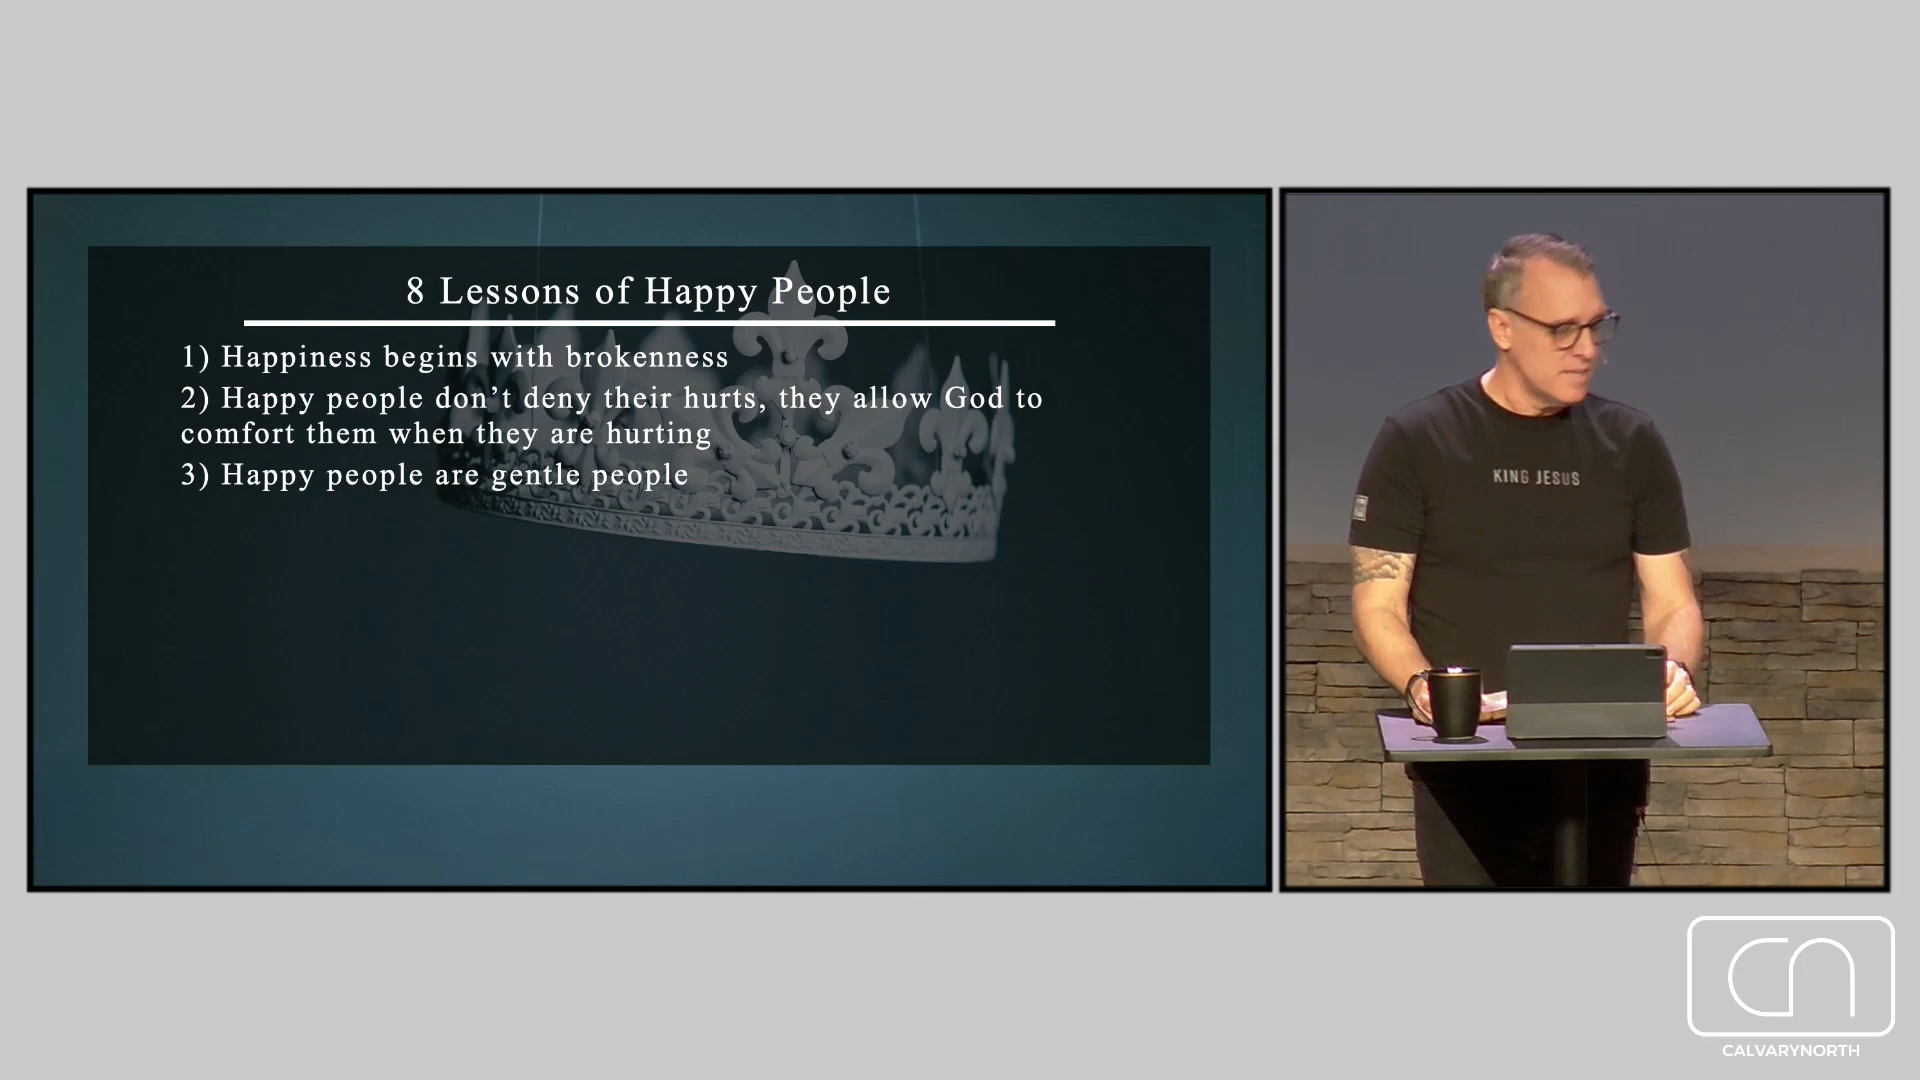 8 Lessons of Happy People
1) Happiness begins with brokenness
2) Happy people don’t deny their hurts, they allow God to
comfort them when they are hurting
3) Happy people are gentle people
KING JESUS
CN
CALVARYNORTH